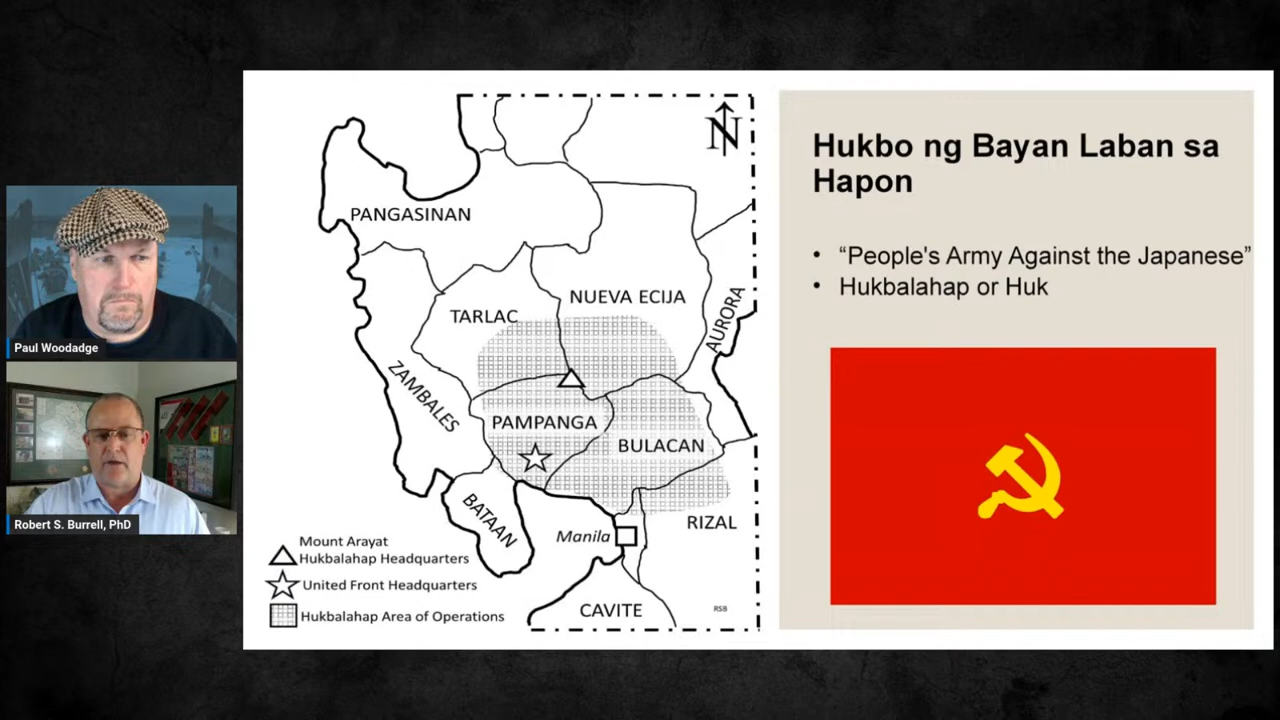 Paul Woodadge
Robert S. Burrell, PhD
PANGASINAN
NUEVA ECIJA
TARLAC
AURORA
ZAMBALES
PAMPANGA
BULACAN
BATAAN
Manila
RIZAL
CAVITE
N
Mount Arayat
Hukbalahap Headquarters
United Front Headquarters
Hukbalahap Area of Operations
RSB
Hukbo ng Bayan Laban sa
Hapon
• “People's Army Against the Japanese”
• Hukbalahap or Huk